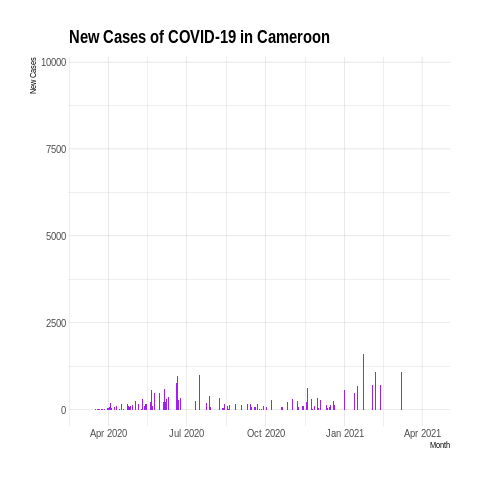 New Cases of COVID-19 in Cameroon
New Cases
10000
7500
5000
2500
0
Apr 2020 Jul 2020 Oct 2020 Jan 2021 Apr 2021
Month